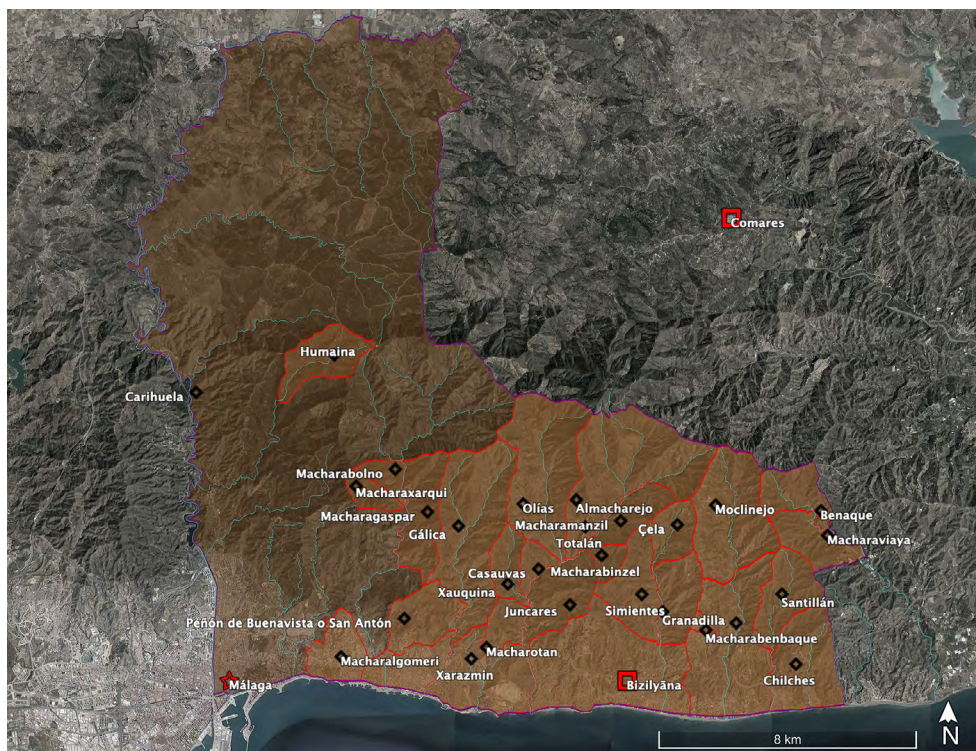 Comares
Humaina
Carihuela
Macharabolno
Macharaxarqui
Macharagaspar
Gálica
Olías
Almacharejo
Macharamanzil
Totalán
Çela
Moclinejo
Benaque
Macharaviaya
Casauvas
Macharabinzel
Xauquina
Juncares
Simientes
Santillán
Granadilla
Macharabenbaque
Peñón de Buenavista o San Antón
Macharotan
Macharalgomeri
Xarazmin
Chilches
Málaga
Bizilyāna
8 km
N